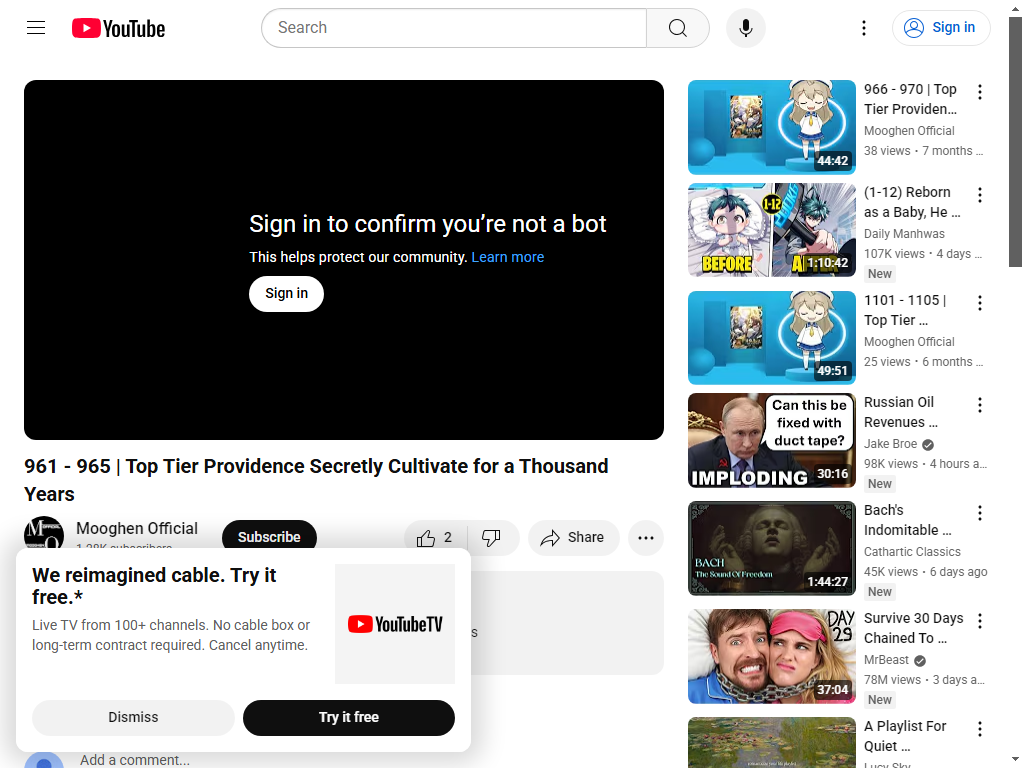 YouTube
Search
Sign in
Sign in to confirm you’re not a bot
This helps protect our community. Learn more
Sign in
961 - 965 | Top Tier Providence Secretly Cultivate for a Thousand
Years
Mooghen Official
Subscribe
2
Share
We reimagined cable. Try it
free.*
Live TV from 100+ channels. No cable box or
long-term contract required. Cancel anytime.
YouTubeTV
Dismiss
Try it free
Add a comment...
44:42
966 - 970 | Top
Tier Providen…
Mooghen Official
38 views • 7 months …
1-12
BEFORE
1:10:42
(1-12) Reborn
as a Baby, He …
Daily Manhwas
107K views • 4 days …
New
49:51
1101 - 1105 |
Top Tier …
Mooghen Official
25 views • 6 months …
Can this be
fixed with
duct tape?
IMPLODING
30:16
Russian Oil
Revenues …
Jake Broe
98K views • 4 hours a…
New
BACH
The Sound Of Freedom
1:44:27
Bach's
Indomitable …
Cathartic Classics
45K views • 6 days ago
New
DAY
29
37:04
Survive 30 Days
Chained To …
MrBeast
78M views • 3 days a…
New
A Playlist For
Quiet …
Lucy Sky